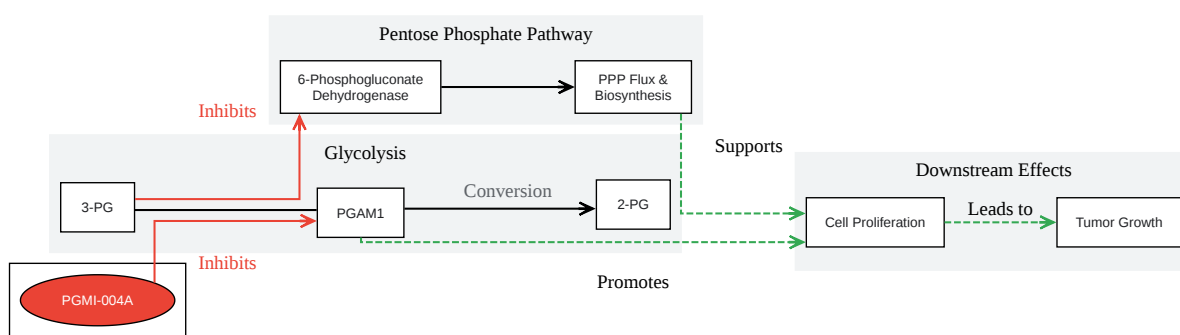 Pentose Phosphate Pathway
6-Phosphogluconate
Dehydrogenase
PPP Flux &
Biosynthesis
Inhibits
Glycolysis
Supports
Downstream Effects
3-PG
PGAM1
Conversion
2-PG
Cell Proliferation
Leads to
Tumor Growth
Inhibits
Promotes
PGMI-004A